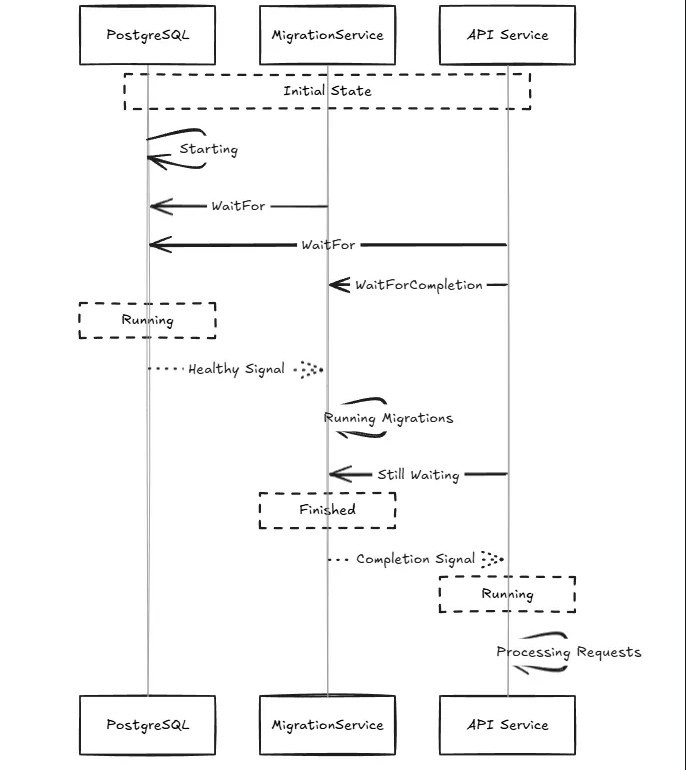 PostgreSQL
MigrationService
API Service
Initial State
Starting
WaitFor
WaitFor
WaitForCompletion
Running
Healthy Signal
Running Migrations
Still Waiting
Finished
Completion Signal
Running
Processing Requests
PostgreSQL
MigrationService
API Service